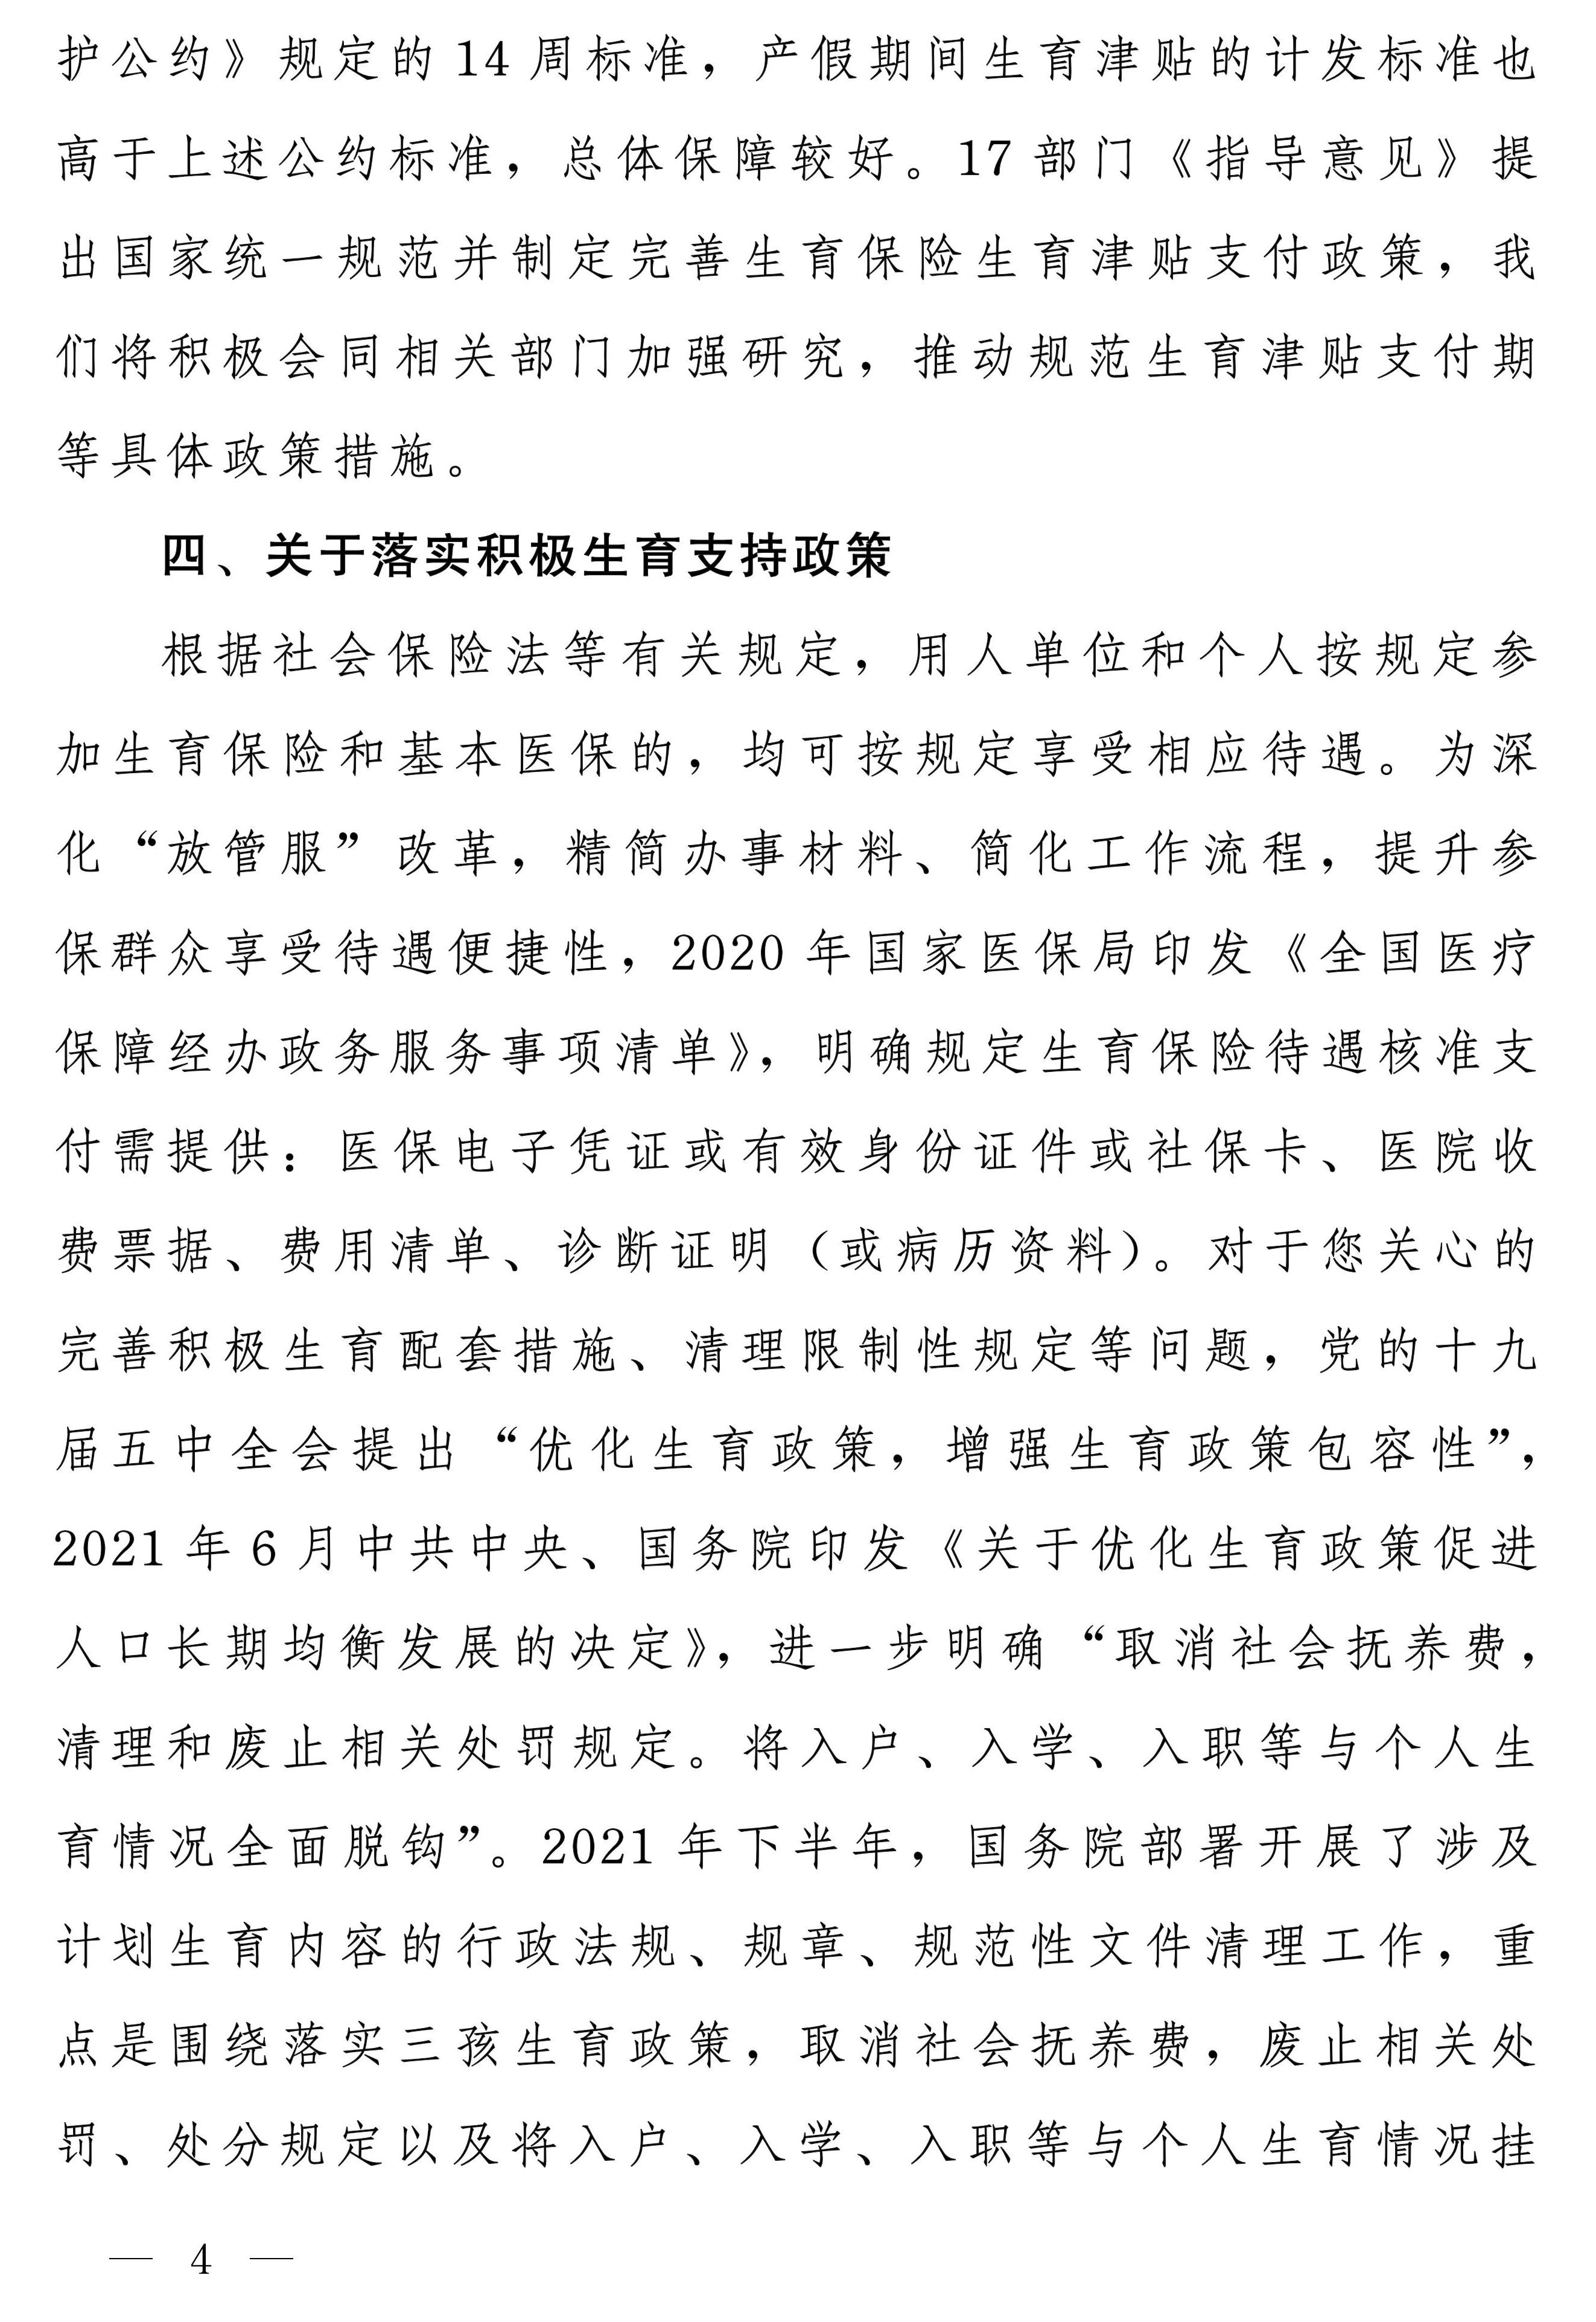 护公约》规定的14周标准，产假期间生育津贴的计发标准也
高于上述公约标准，总体保障较好。17部门《指导意见》提
出国家统一规范并制定完善生育保险生育津贴支付政策，我
们将积极会同相关部门加强研究，推动规范生育津贴支付期
等具体政策措施。
四、关于落实积极生育支持政策
根据社会保险法等有关规定，用人单位和个人按规定参
加生育保险和基本医保的，均可按规定享受相应待遇。为深
化“放管服”改革，精简办事材料、简化工作流程，提升参
保群众享受待遇便捷性，2020年国家医保局印发《全国医疗
保障经办政务服务事项清单》，明确规定生育保险待遇核准支
付需提供：医保电子凭证或有效身份证件或社保卡、医院收
费票据、费用清单、诊断证明（或病历资料）。对于您关心的
完善积极生育配套措施、清理限制性规定等问题，党的十九
届五中全会提出“优化生育政策，增强生育政策包容性”，
2021年6月中共中央、国务院印发《关于优化生育政策促进
人口长期均衡发展的决定》，进一步明确“取消社会抚养费，
清理和废止相关处罚规定。将入户、入学、入职等与个人生
育情况全面脱钩”。2021年下半年，国务院部署开展了涉及
计划生育内容的行政法规、规章、规范性文件清理工作，重
点是围绕落实三孩生育政策，取消社会抚养费，废止相关处
罚、处分规定以及将入户、入学、入职等与个人生育情况挂
— 4 —